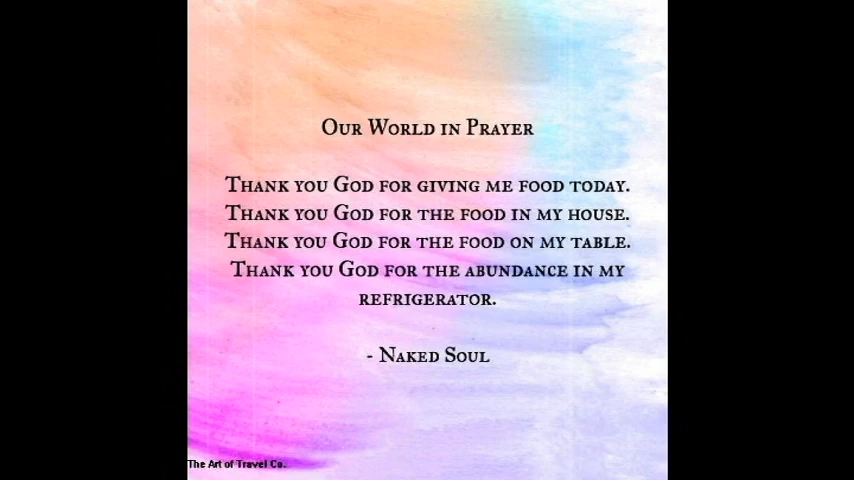 Our World in Prayer
Thank you God for giving me food today.
Thank you God for the food in my house.
Thank you God for the food on my table.
Thank you God for the abundance in my
refrigerator.
- Naked Soul
The Art of Travel Co.